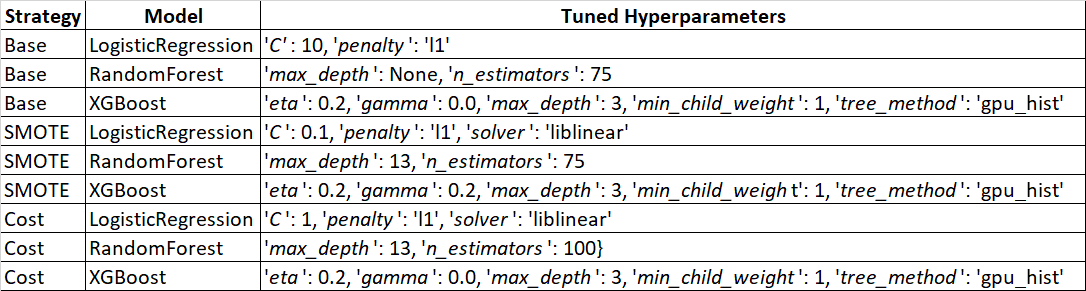 Strategy Model Tuned Hyperparameters
Base LogisticRegression 'C' : 10, 'penalty': 'l1'
Base RandomForest 'max_depth': None, 'n_estimators': 75
Base XGBoost 'eta': 0.2, 'gamma': 0.0, 'max_depth': 3, 'min_child_weight': 1, 'tree_method': 'gpu_hist'
SMOTE LogisticRegression 'C': 0.1, 'penalty': 'l1', 'solver': 'liblinear'
SMOTE RandomForest 'max_depth': 13, 'n_estimators': 75
SMOTE XGBoost 'eta': 0.2, 'gamma': 0.2, 'max_depth': 3, 'min_child_weight': 1, 'tree_method': 'gpu_hist'
Cost LogisticRegression 'C': 1, 'penalty': 'l1', 'solver': 'liblinear'
Cost RandomForest 'max_depth': 13, 'n_estimators': 100}
Cost XGBoost 'eta': 0.2, 'gamma': 0.0, 'max_depth': 3, 'min_child_weight': 1, 'tree_method': 'gpu_hist'